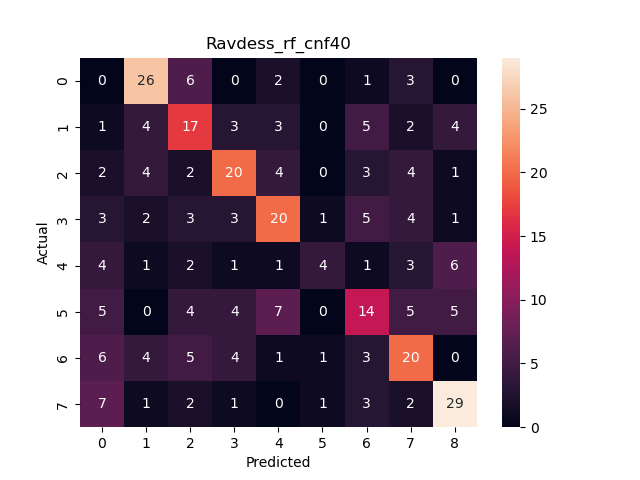 Ravdess_rf_cnf40
0 0 26 6 0 2 0 1 3 0
1 1 4 17 3 3 0 5 2 4
2 2 4 2 20 4 0 3 4 1
3 3 2 3 3 20 1 5 4 1
4 4 1 2 1 1 4 1 3 6
5 5 0 4 4 7 0 14 5 5
6 6 4 5 4 1 1 3 20 0
7 7 1 2 1 0 1 3 2 29
0 1 2 3 4 5 6 7 8
Predicted
Actual
25
20
15
10
5
0